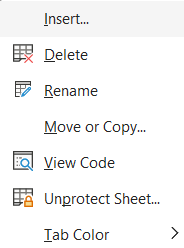 Insert...
Delete
Rename
Move or Copy...
View Code
Unprotect Sheet...
Tab Color